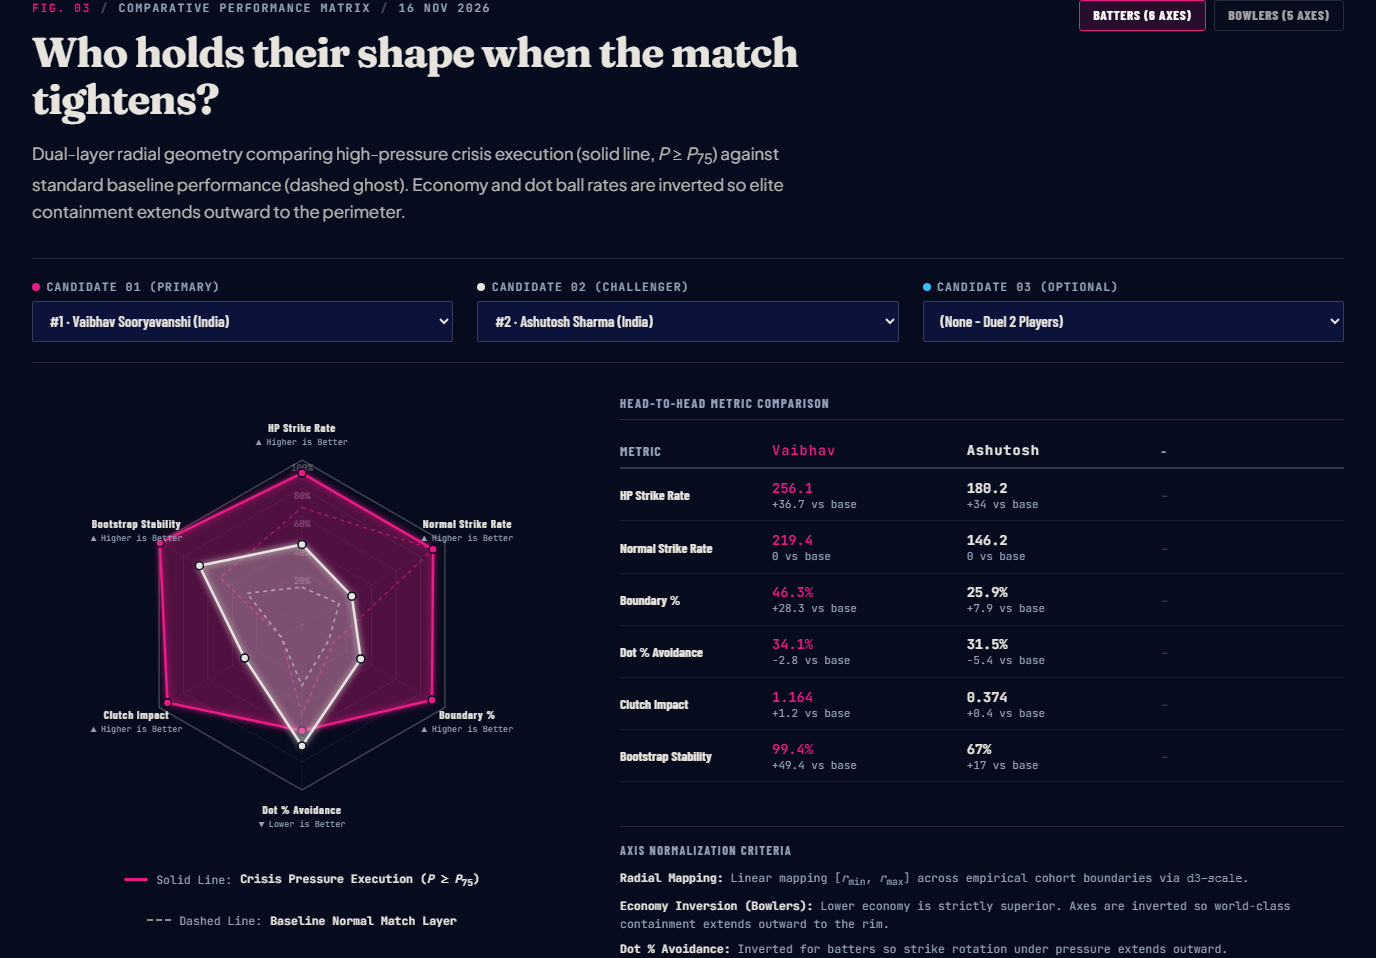 FIG. 03 / COMPARATIVE PERFORMANCE MATRIX / 16 NOV 2026
BATTERS (6 AXES)
BOWLERS (5 AXES)
Who holds their shape when the match
tightens?
Dual-layer radial geometry comparing high-pressure crisis execution (solid line, P ≥ P75) against
standard baseline performance (dashed ghost). Economy and dot ball rates are inverted so elite
containment extends outward to the perimeter.
CANDIDATE 01 (PRIMARY)
#1 · Vaibhav Sooryavanshi (India)
CANDIDATE 02 (CHALLENGER)
#2 · Ashutosh Sharma (India)
CANDIDATE 03 (OPTIONAL)
(None - Duel 2 Players)
HP Strike Rate
▲ Higher is Better
100%
80%
60%
40%
20%
Bootstrap Stability
▲ Higher is Better
Normal Strike Rate
▲ Higher is Better
Clutch Impact
▲ Higher is Better
Boundary %
▲ Higher is Better
Dot % Avoidance
▼ Lower is Better
Solid Line: Crisis Pressure Execution (P ≥ P75)
Dashed Line: Baseline Normal Match Layer
HEAD-TO-HEAD METRIC COMPARISON
METRIC Vaibhav Ashutosh -
HP Strike Rate 256.1 180.2 –
+36.7 vs base +34 vs base
Normal Strike Rate 219.4 146.2 –
0 vs base 0 vs base
Boundary % 46.3% 25.9% –
+28.3 vs base +7.9 vs base
Dot % Avoidance 34.1% 31.5% –
-2.8 vs base -5.4 vs base
Clutch Impact 1.164 0.374 –
+1.2 vs base +0.4 vs base
Bootstrap Stability 99.4% 67% –
+49.4 vs base +17 vs base
AXIS NORMALIZATION CRITERIA
Radial Mapping: Linear mapping [rmin, rmax] across empirical cohort boundaries via d3-scale.
Economy Inversion (Bowlers): Lower economy is strictly superior. Axes are inverted so world-class
containment extends outward to the rim.
Dot % Avoidance: Inverted for batters so strike rotation under pressure extends outward.